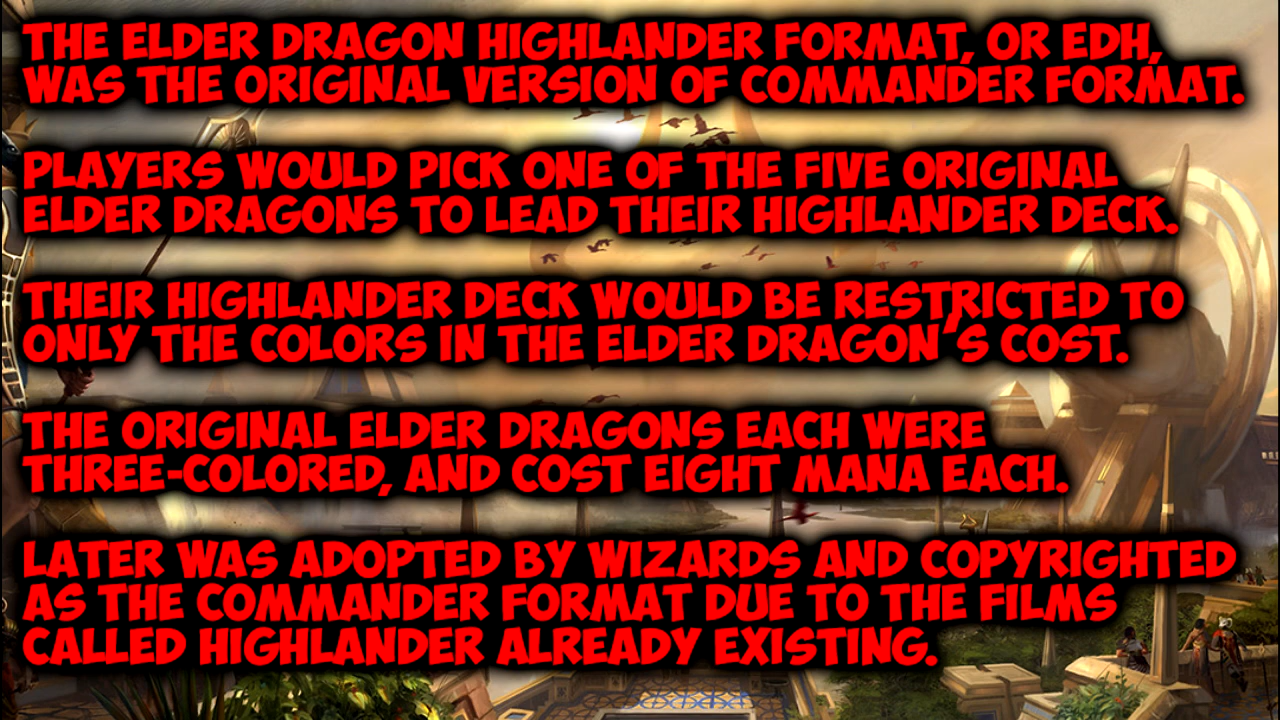 THE ELDER DRAGON HIGHLANDER FORMAT, OR EDH,
WAS THE ORIGINAL VERSION OF COMMANDER FORMAT.
PLAYERS WOULD PICK ONE OF THE FIVE ORIGINAL
ELDER DRAGONS TO LEAD THEIR HIGHLANDER DECK.
THEIR HIGHLANDER DECK WOULD BE RESTRICTED TO
ONLY THE COLORS IN THE ELDER DRAGON'S COST.
THE ORIGINAL ELDER DRAGONS EACH WERE
THREE-COLORED, AND COST EIGHT MANA EACH.
LATER WAS ADOPTED BY WIZARDS AND COPYRIGHTED
AS THE COMMANDER FORMAT DUE TO THE FILMS
CALLED HIGHLANDER ALREADY EXISTING.